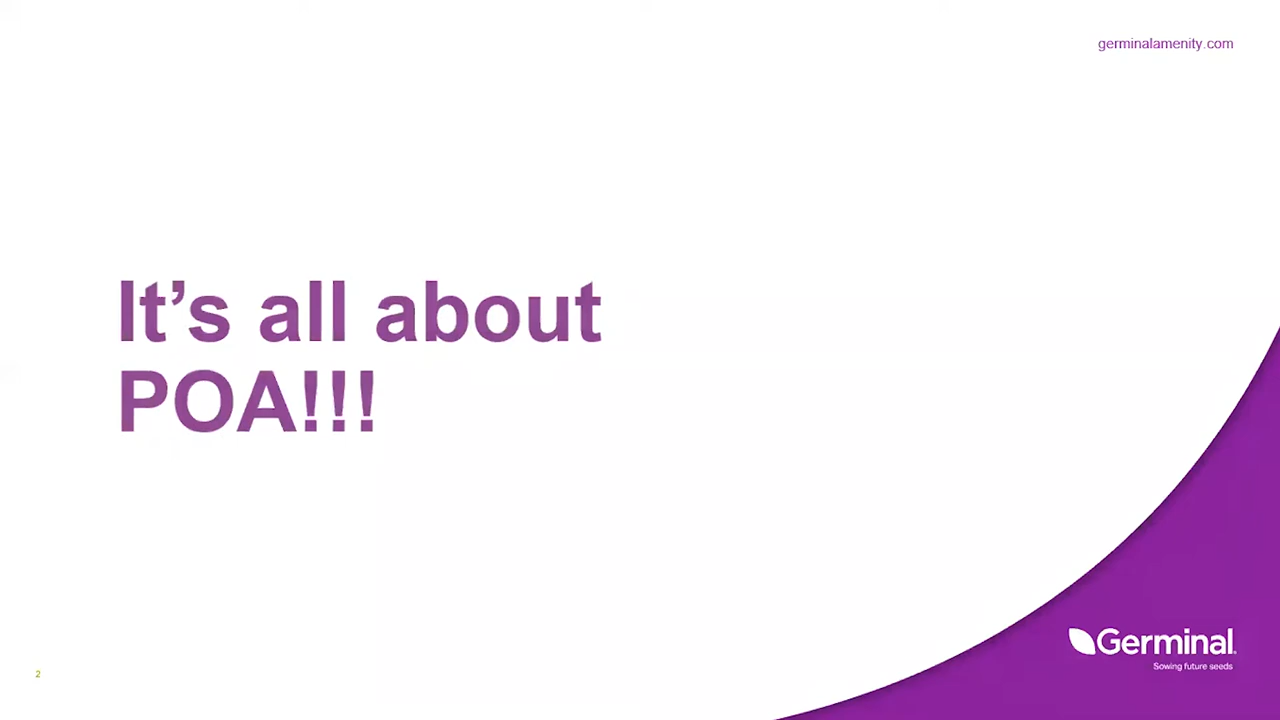 germinalamenity.com
It’s all about
POA!!!
Germinal
Sowing future seeds
2